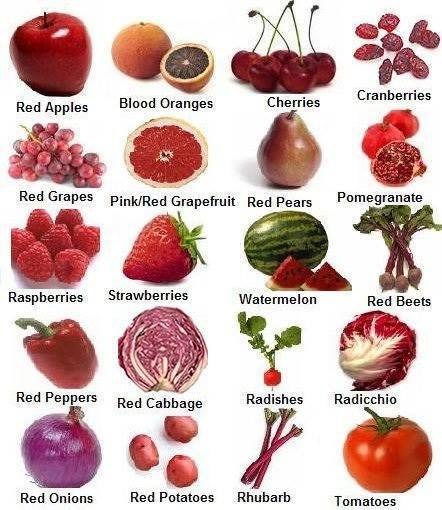 Red Apples
Blood Oranges
Cherries
Cranberries
Red Grapes
Pink/Red Grapefruit
Red Pears
Pomegranate
Raspberries
Strawberries
Watermelon
Red Beets
Red Peppers
Red Cabbage
Radishes
Radicchio
Red Onions
Red Potatoes
Rhubarb
Tomatoes